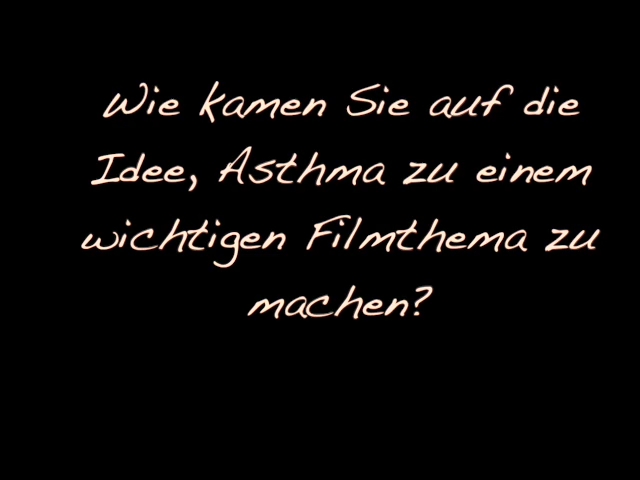 Wie kamen Sie auf die
Idee, Asthma zu einem
wichtigen Filmthema zu
machen?